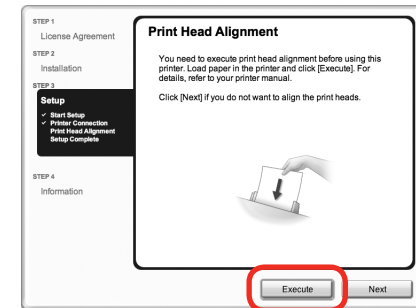 STEP 1
License Agreement
STEP 2
Installation
STEP 3
Setup
✓ Start Setup
✓ Printer Connection
Print Head Alignment
Setup Complete
STEP 4
Information
Print Head Alignment
You need to execute print head alignment before using this
printer. Load paper in the printer and click [Execute]. For
details, refer to your printer manual.
Click [Next] if you do not want to align the print heads.
Execute
Next